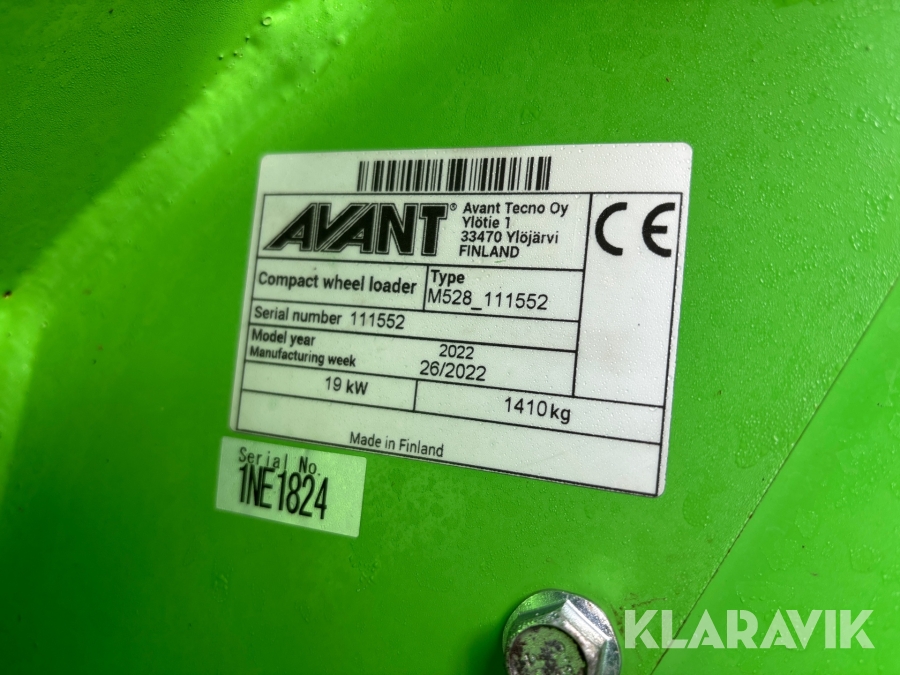 AVANT®
Avant Tecno Oy
Ylötie 1
33470 Ylöjärvi
FINLAND
CE
Compact wheel loader
Type
M528_111552
Serial number 111552
Model year 2022
Manufacturing week 26/2022
19 kW
1410kg
Made in Finland
Serial No.
1NE1824
KLARAVIK